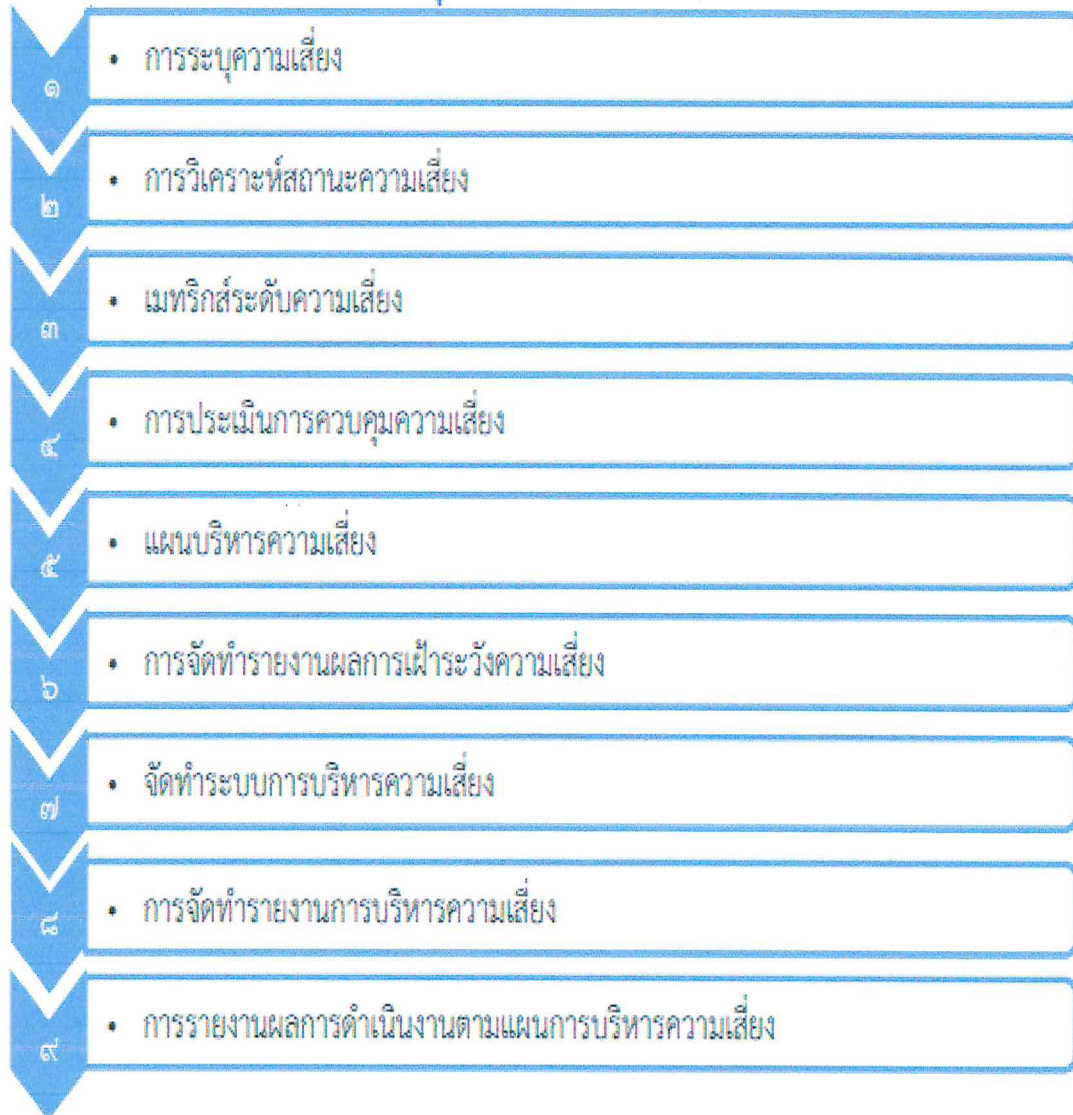 ๑
• การระบุความเสี่ยง
๒
• การวิเคราะห์สถานะความเสี่ยง
๓
• เมทริกส์ระดับความเสี่ยง
๔
• การประเมินการควบคุมความเสี่ยง
๕
• แผนบริหารความเสี่ยง
๖
• การจัดทำรายงานผลการเฝ้าระวังความเสี่ยง
๗
• จัดทำระบบการบริหารความเสี่ยง
๘
• การจัดทำรายงานการบริหารความเสี่ยง
๙
• การรายงานผลการดำเนินงานตามแผนการบริหารความเสี่ยง